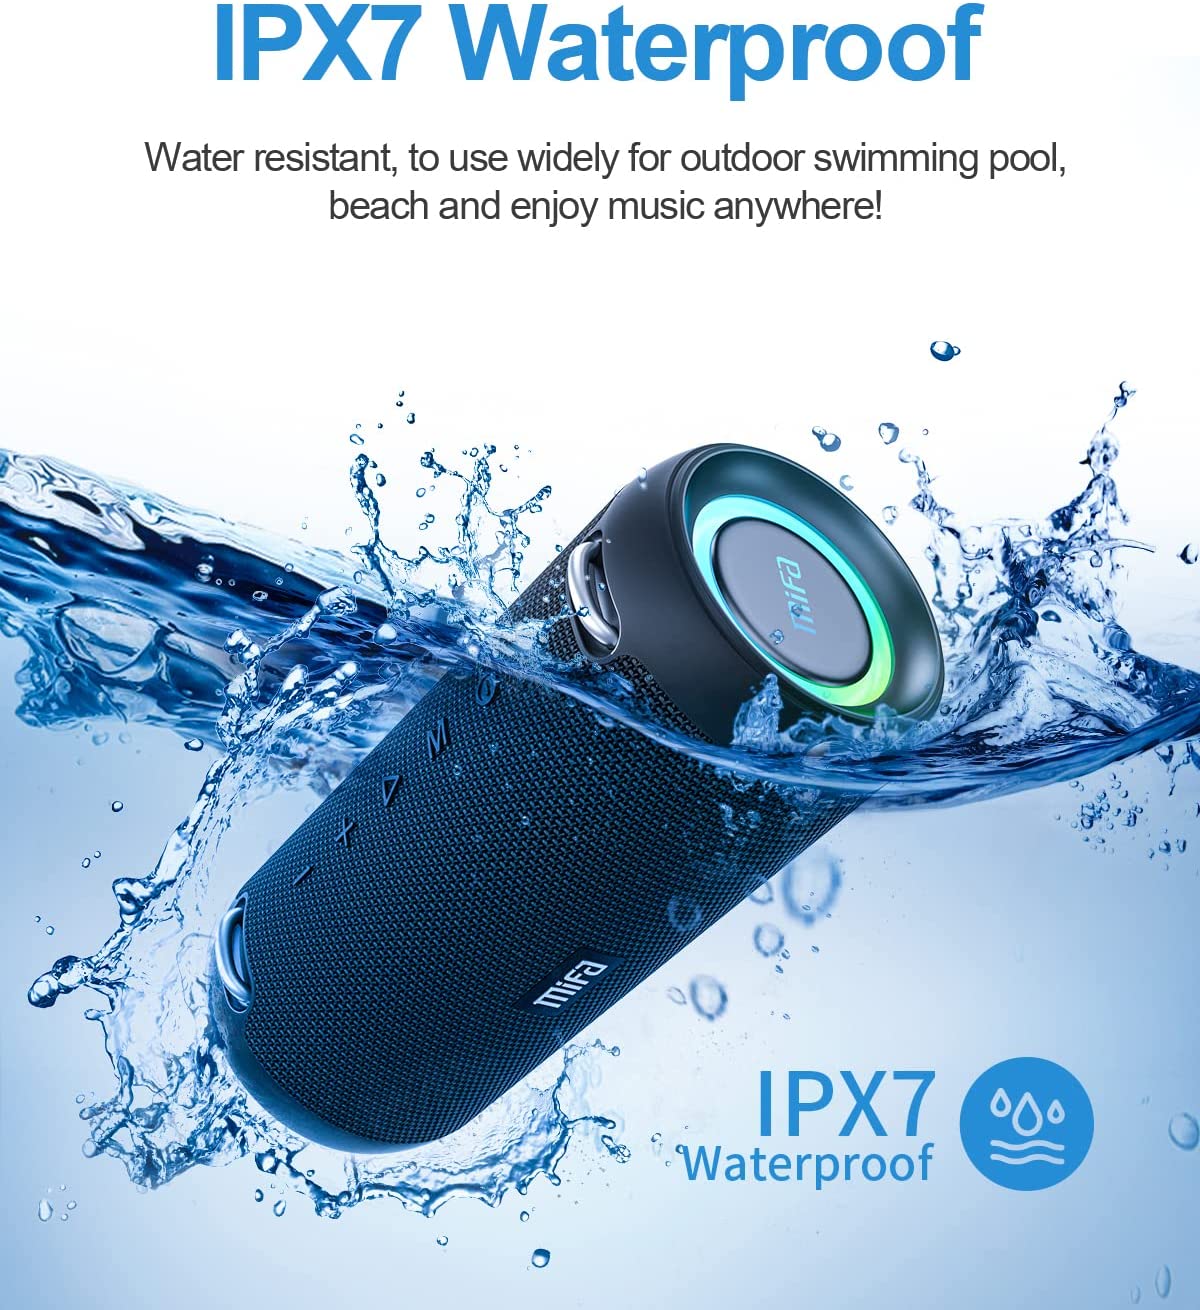 IPX7 Waterproof
Water resistant, to use widely for outdoor swimming pool,
beach and enjoy music anywhere!
mifa
M
mifa
IPX7
Waterproof